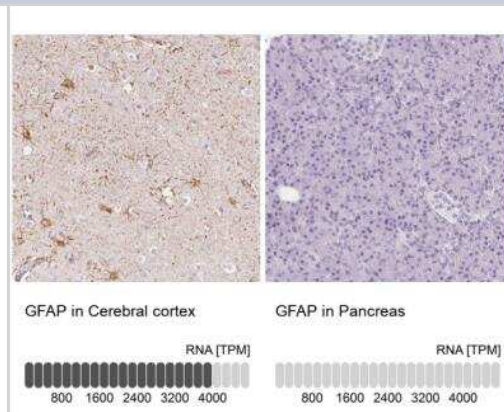 GFAP in Cerebral cortex
RNA [TPM]
800 1600 2400 3200 4000
GFAP in Pancreas
RNA [TPM]
800 1600 2400 3200 4000